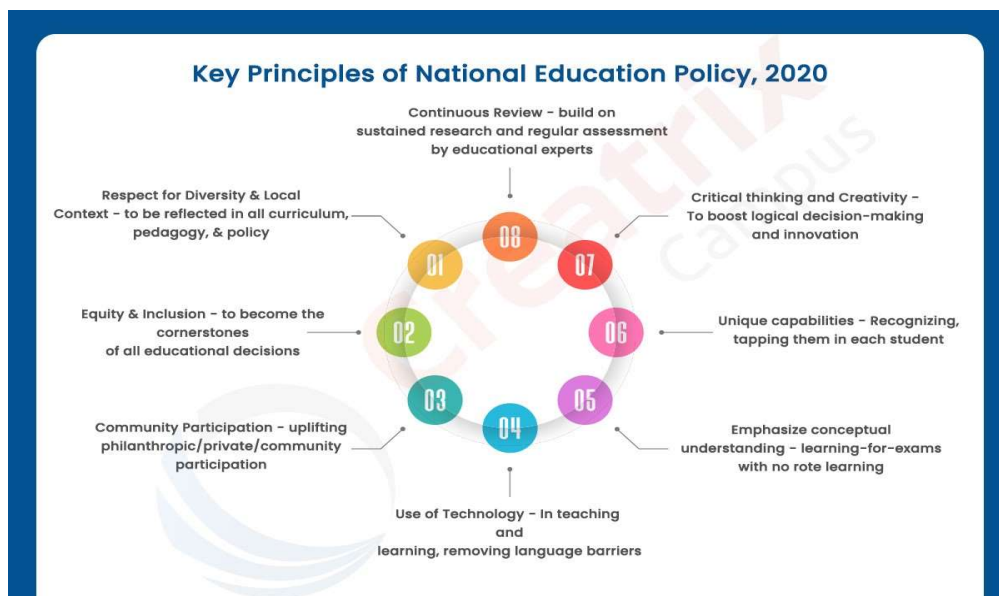 Key Principles of National Education Policy, 2020
Continuous Review - build on
sustained research and regular assessment
by educational experts
Respect for Diversity & Local
Context - to be reflected in all curriculum,
pedagogy, & policy
Critical thinking and Creativity -
To boost logical decision-making
and innovation
08
01
07
Equity & Inclusion - to become the
cornerstones
of all educational decisions
02
06
Unique capabilities - Recognizing,
tapping them in each student
03
05
04
Community Participation - uplifting
philanthropic/private/community
participation
Emphasize conceptual
understanding - learning-for-exams
with no rote learning
Use of Technology - In teaching
and
learning, removing language barriers
Creatrix
Campus